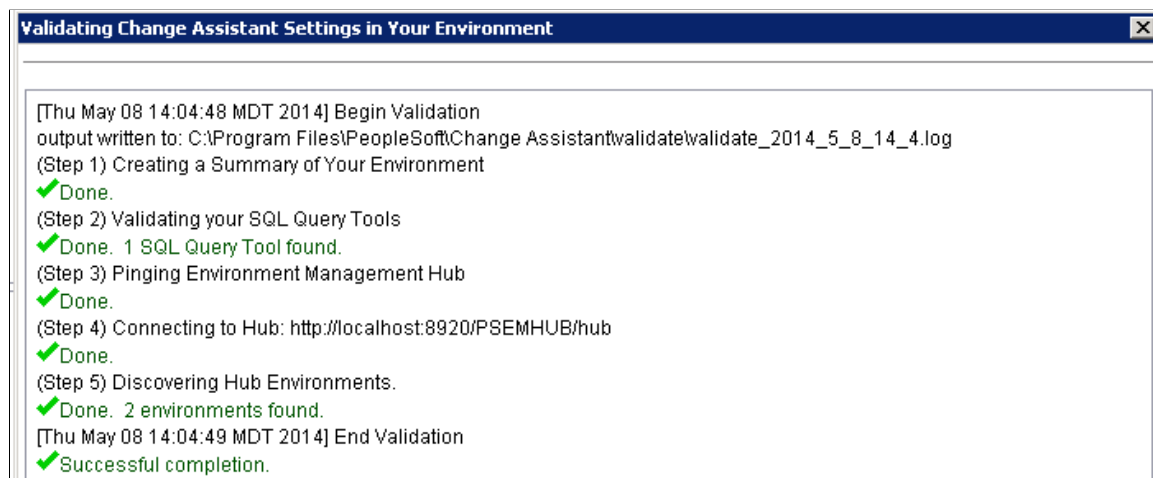 Validating Change Assistant Settings in Your Environment
[Thu May 08 14:04:48 MDT 2014] Begin Validation
output written to: C:\Program Files\PeopleSoft\Change Assistant\validate\validate_2014_5_8_14_4.log
(Step 1) Creating a Summary of Your Environment
Done.
(Step 2) Validating your SQL Query Tools
Done. 1 SQL Query Tool found.
(Step 3) Pinging Environment Management Hub
Done.
(Step 4) Connecting to Hub: http://localhost:8920/PSEMHUB/hub
Done.
(Step 5) Discovering Hub Environments.
Done. 2 environments found.
[Thu May 08 14:04:49 MDT 2014] End Validation
Successful completion.